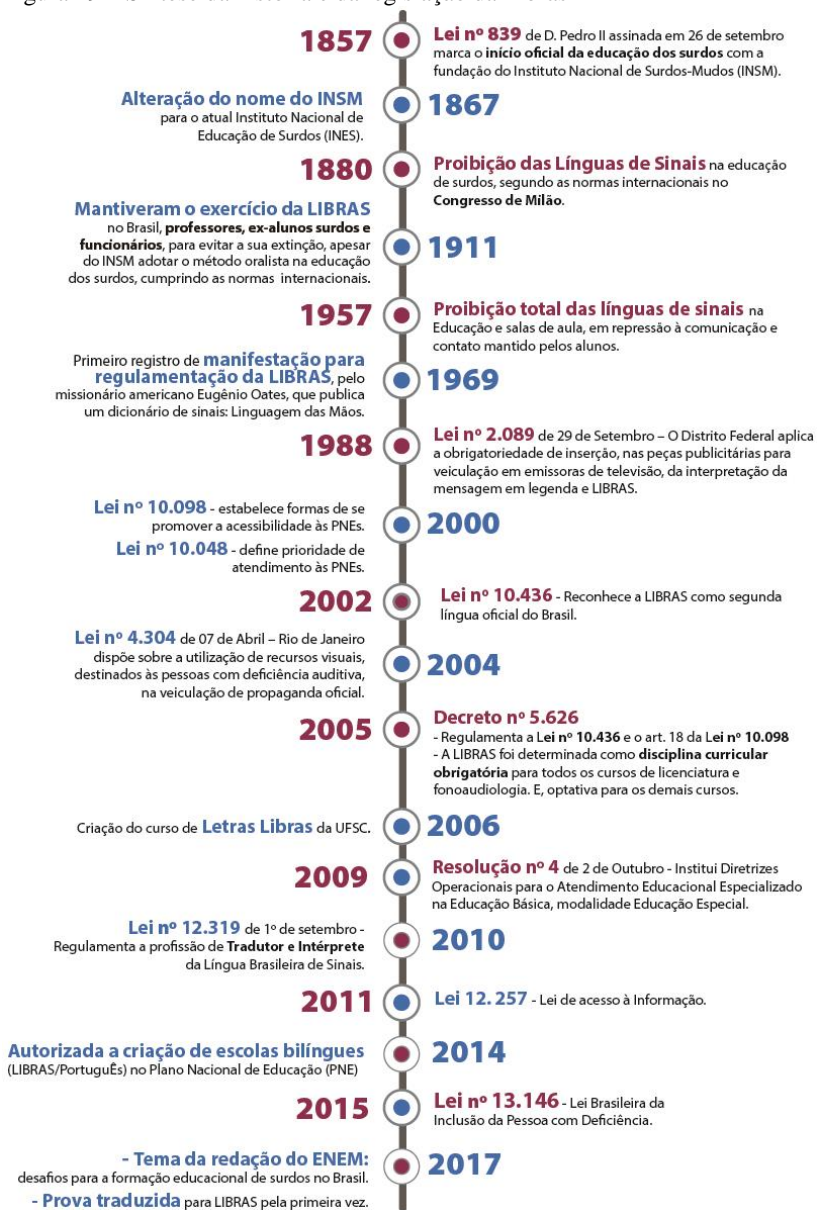 1857
Lei nº 839 de D. Pedro II assinada em 26 de setembro
marca o início oficial da educação dos surdos com a
fundação do Instituto Nacional de Surdos-Mudos (INSM).
Alteração do nome do INSM
para o atual Instituto Nacional de
Educação de Surdos (INES).
1867
1880
Proibição das Línguas de Sinais na educação
de surdos, segundo as normas internacionais no
Congresso de Milão.
Mantiveram o exercício da LIBRAS
no Brasil, professores, ex-alunos surdos e
funcionários, para evitar a sua extinção, apesar
do INSM adotar o método oralista na educação
dos surdos, cumprindo as normas internacionais.
1911
1957
Proibição total das línguas de sinais na
Educação e salas de aula, em repressão à comunicação e
contato mantido pelos alunos.
Primeiro registro de manifestação para
regulamentação da LIBRAS, pelo
missionário americano Eugênio Oates, que publica
um dicionário de sinais: Linguagem das Mãos.
1969
1988
Lei nº 2.089 de 29 de Setembro – O Distrito Federal aplica
a obrigatoriedade de inserção, nas peças publicitárias para
veiculação em emissoras de televisão, da interpretação da
mensagem em legenda e LIBRAS.
Lei nº 10.098 - estabelece formas de se
promover a acessibilidade às PNEs.
Lei nº 10.048 - define prioridade de
atendimento às PNEs.
2000
2002
Lei nº 10.436 - Reconhece a LIBRAS como segunda
língua oficial do Brasil.
Lei nº 4.304 de 07 de Abril – Rio de Janeiro
dispõe sobre a utilização de recursos visuais,
destinados às pessoas com deficiência auditiva,
na veiculação de propaganda oficial.
2004
2005
Decreto nº 5.626
- Regulamenta a Lei nº 10.436 e o art. 18 da Lei nº 10.098
- A LIBRAS foi determinada como disciplina curricular
obrigatória para todos os cursos de licenciatura e
fonoaudiologia. E, optativa para os demais cursos.
Criação do curso de Letras Libras da UFSC.
2006
2009
Resolução nº 4 de 2 de Outubro - Institui Diretrizes
Operacionais para o Atendimento Educacional Especializado
na Educação Básica, modalidade Educação Especial.
Lei nº 12.319 de 1º de setembro -
Regulamenta a profissão de Tradutor e Intérprete
da Língua Brasileira de Sinais.
2010
2011
Lei 12. 257 - Lei de acesso à Informação.
Autorizada a criação de escolas bilíngues
(LIBRAS/PortuguÊs) no Plano Nacional de Educação (PNE)
2014
2015
Lei nº 13.146 - Lei Brasileira da
Inclusão da Pessoa com Deficiência.
- Tema da redação do ENEM:
desafios para a formação educacional de surdos no Brasil.
- Prova traduzida para LIBRAS pela primeira vez.
2017